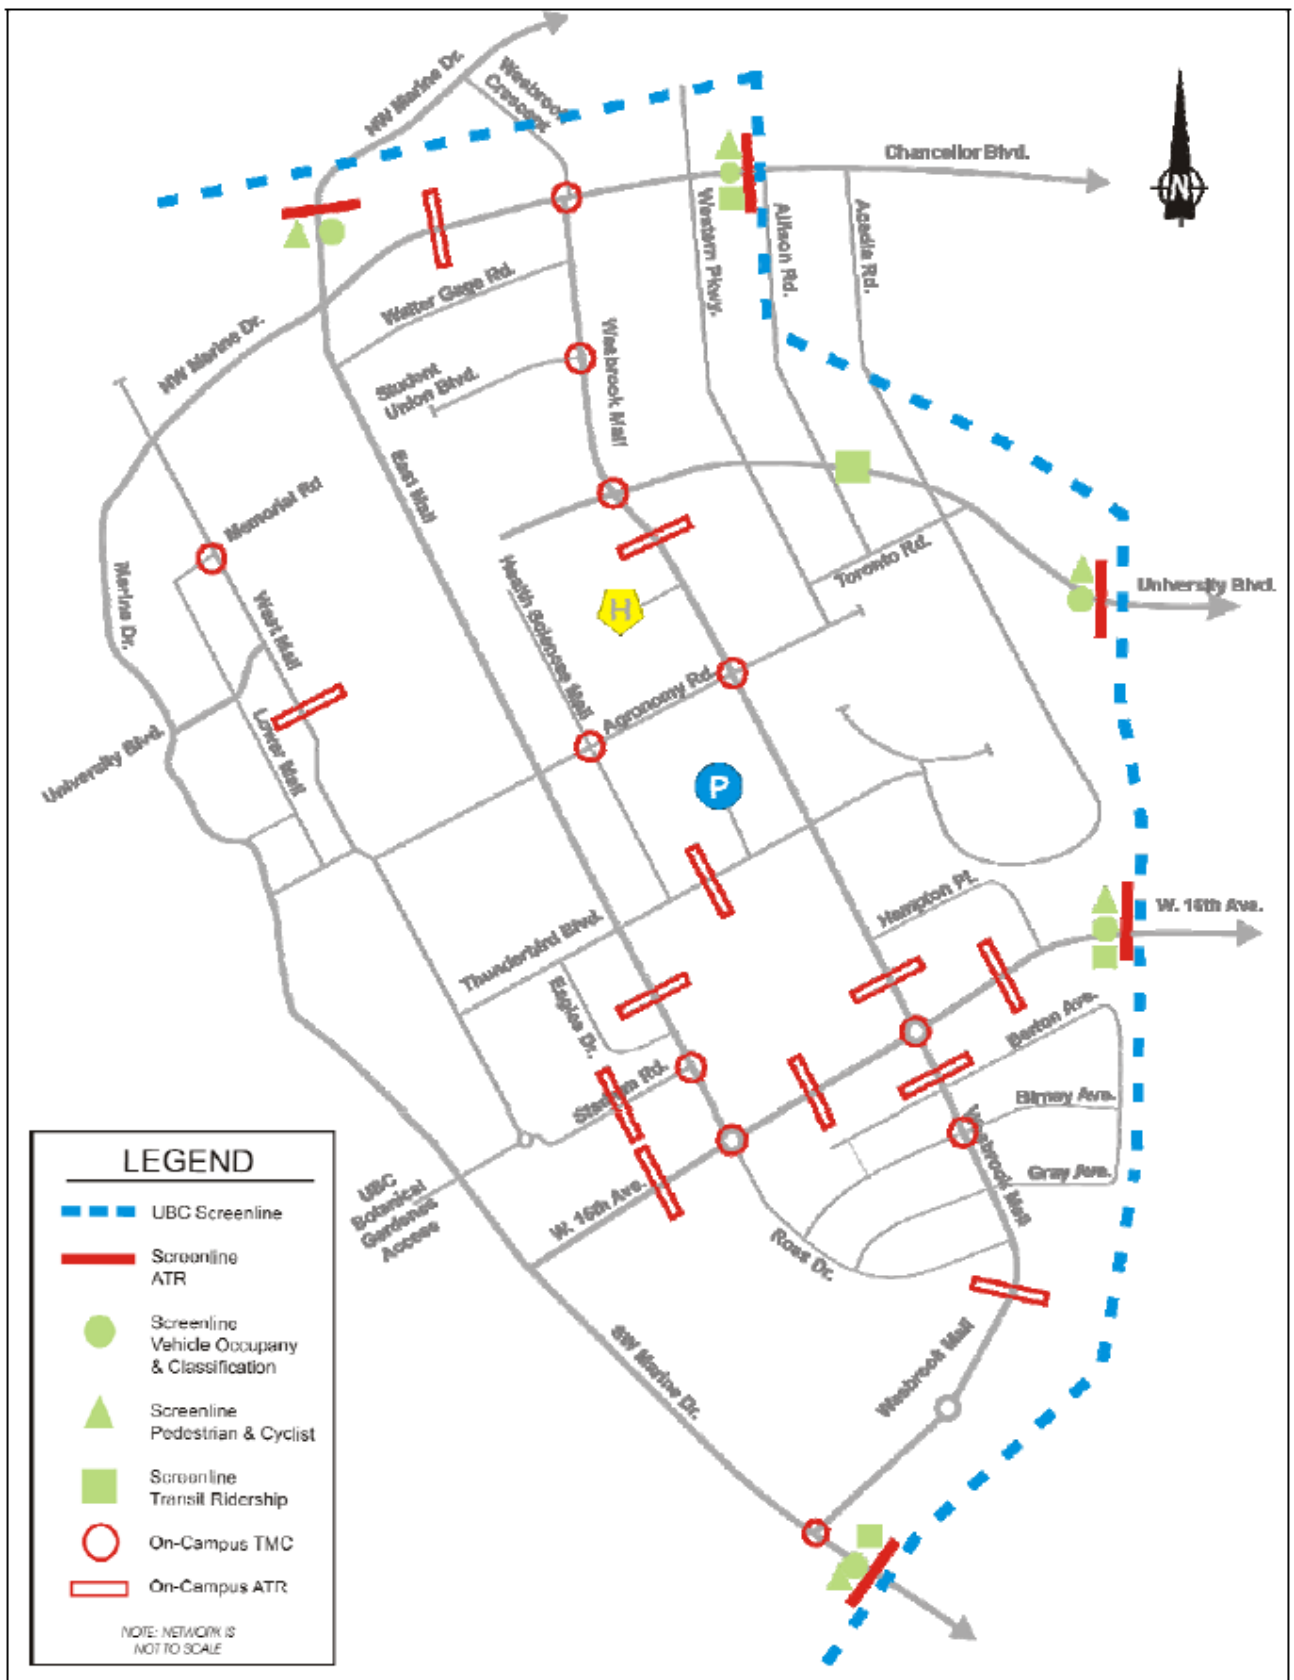 NW Marine Dr.
Wesbrook
Crescent
Chancellor Blvd.
N
Western Pkwy.
Allison Rd.
Acadia Rd.
Walter Gage Rd.
NW Marine Dr.
Wesbrook Mall
Student
Union Blvd.
East Mall
Memorial Rd
Marine Dr.
West Mall
Health Sciences Mall
Toronto Rd.
University Blvd.
H
Agronomy Rd.
Lower Mall
University Blvd.
P
Hampton Pl.
W. 16th Ave.
Thunderbird Blvd.
Eagles Dr.
Berton Ave.
Stadium Rd.
Birney Ave.
Wesbrook Mall
Gray Ave.
UBC
Botanical
Gardenes
Access
W. 16th Ave.
Ross Dr.
SW Marine Dr.
Wesbrook Mall
LEGEND
UBC Screenline
Screenline
ATR
Screenline
Vehicle Occupany
& Classification
Screenline
Pedestrian & Cyclist
Screenline
Transit Ridership
On-Campus TMC
On-Campus ATR
NOTE: NETWORK IS
NOT TO SCALE